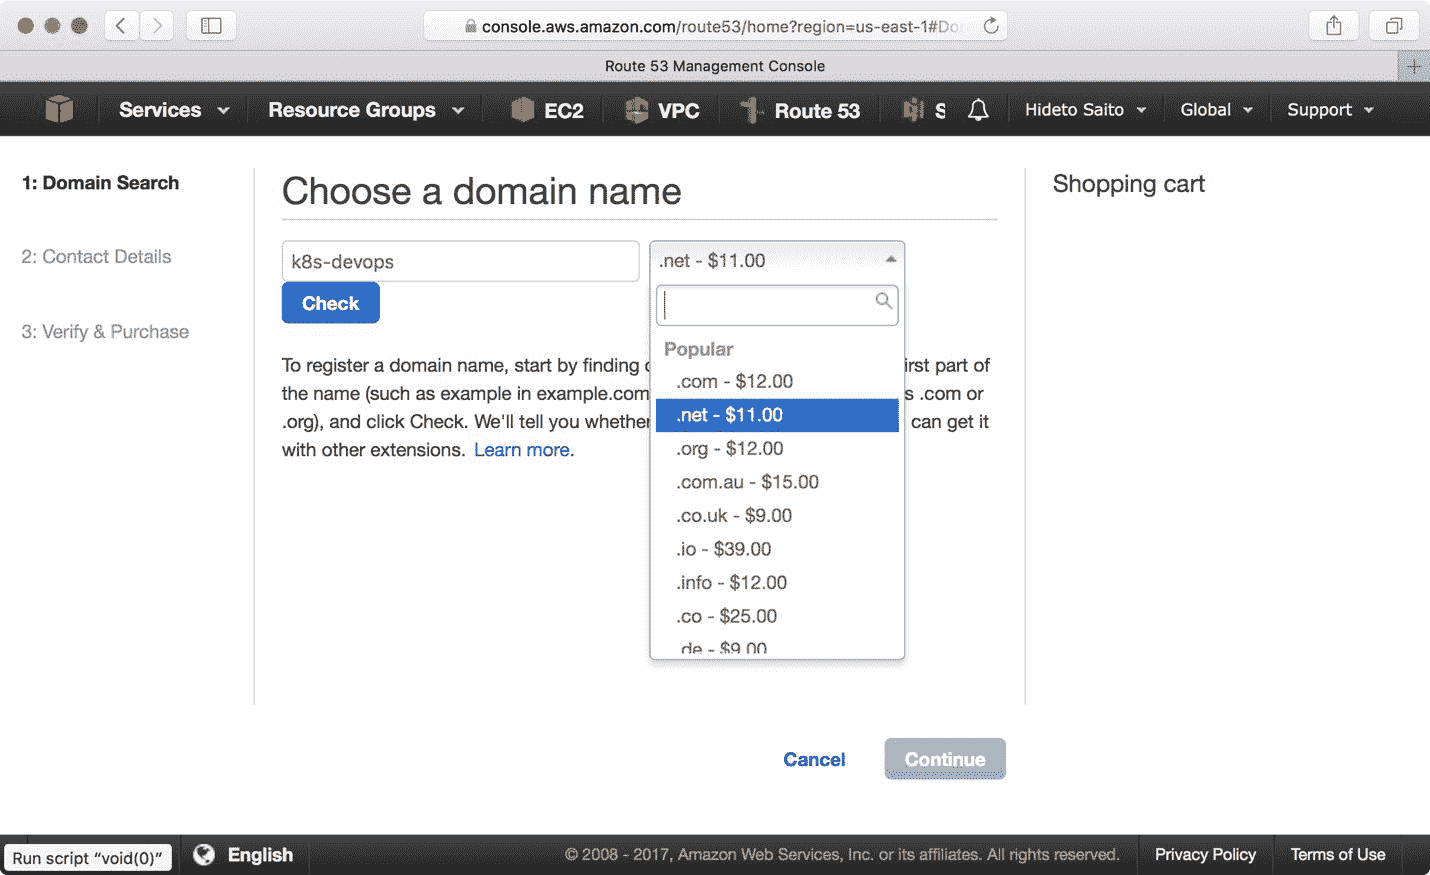 console.aws.amazon.com/route53/home?region=us-east-1#Do
Route 53 Management Console
Services Resource Groups EC2 VPC Route 53 S Hideto Saito Global Support
1: Domain Search
2: Contact Details
3: Verify & Purchase
Choose a domain name
k8s-devops
.net - $11.00
Check
To register a domain name, start by finding irst part of
the name (such as example in example.com s .com or
.org), and click Check. We'll tell you whether can get it
with other extensions. Learn more.
Popular
.com - $12.00
.net - $11.00
.org - $12.00
.com.au - $15.00
.co.uk - $9.00
.io - $39.00
.info - $12.00
.co - $25.00
.de - $9.00
Shopping cart
Cancel
Continue
Run script “void(0)”
English
© 2008 - 2017, Amazon Web Services, Inc. or its affiliates. All rights reserved.
Privacy Policy
Terms of Use